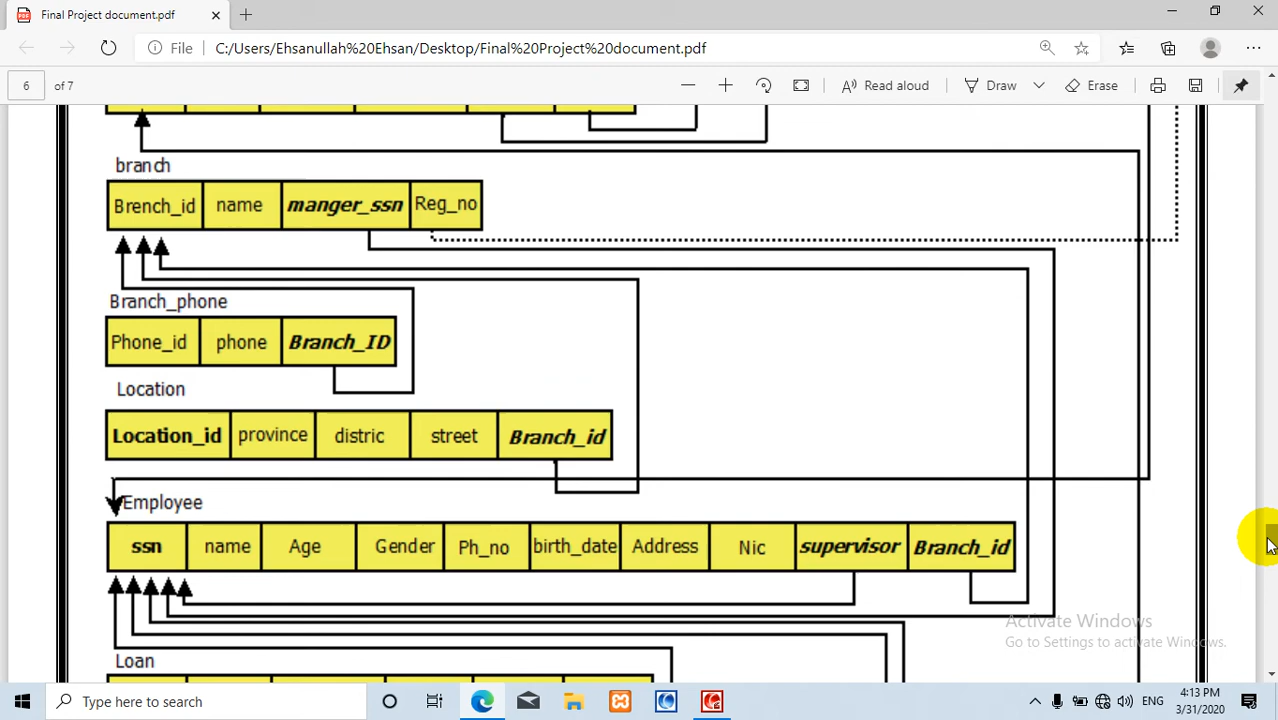 Final Project document.pdf
File C:/Users/Ehsanullah%20Ehsan/Desktop/Final%20Project%20document.pdf
6 of 7 Read aloud Draw Erase
branch
Brench_id name manger_ssn Reg_no
Branch_phone
Phone_id phone Branch_ID
Location
Location_id province distric street Branch_id
Employee
ssn name Age Gender Ph_no birth_date Address Nic supervisor Branch_id
Activate Windows
Go to Settings to activate Windows.
Loan
Type here to search
ENG
4:13 PM
3/31/2020